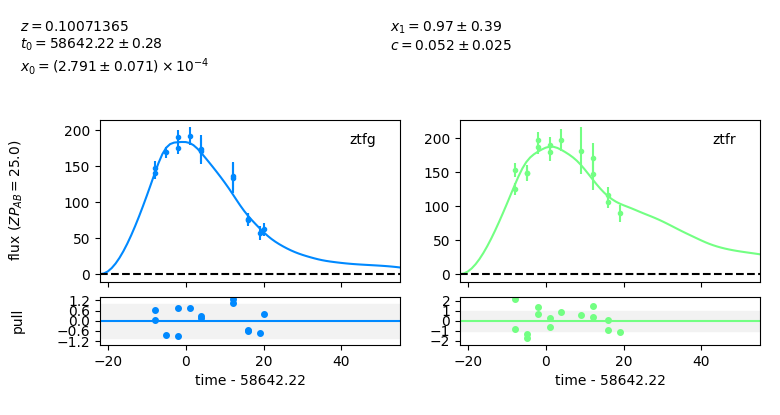 z = 0.10071365
t₀ = 58642.22 ± 0.28
x₀ = (2.791 ± 0.071) × 10⁻⁴
x₁ = 0.97 ± 0.39
c = 0.052 ± 0.025
flux (ZP_AB = 25.0)
200
150
100
50
0
ztfg
200
150
100
50
0
ztfr
pull
1.2
0.6
0.0
−0.6
−1.2
2
1
0
−1
−2
−20 0 20 40
−20 0 20 40
time - 58642.22
time - 58642.22